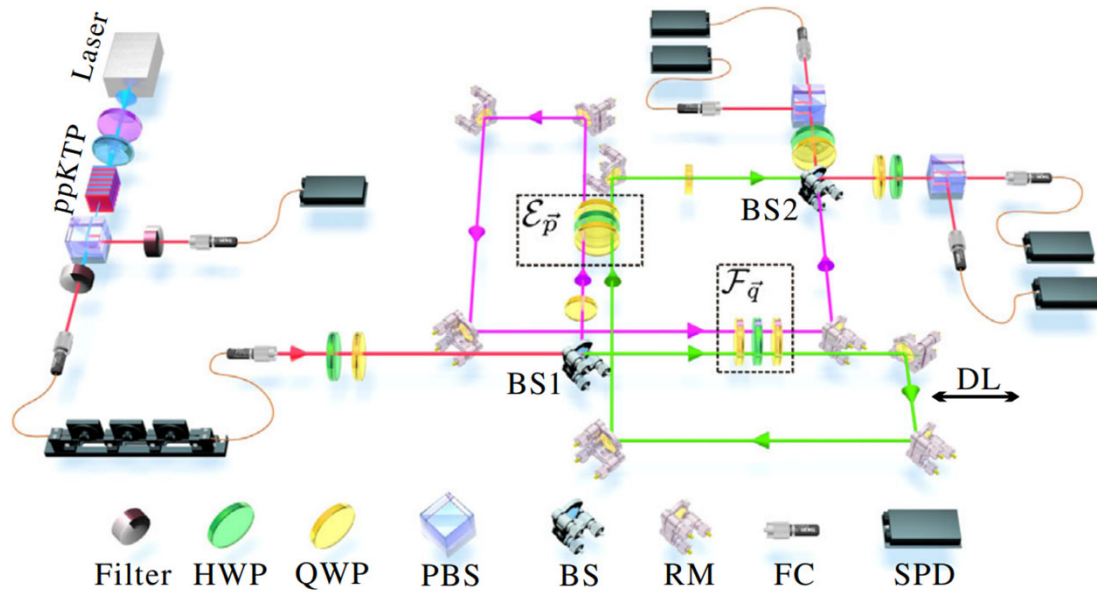 Laser
ppKTP
ℰ_p⃗
BS2
ℱ_q⃗
BS1
DL
Filter
HWP
QWP
PBS
BS
RM
FC
SPD